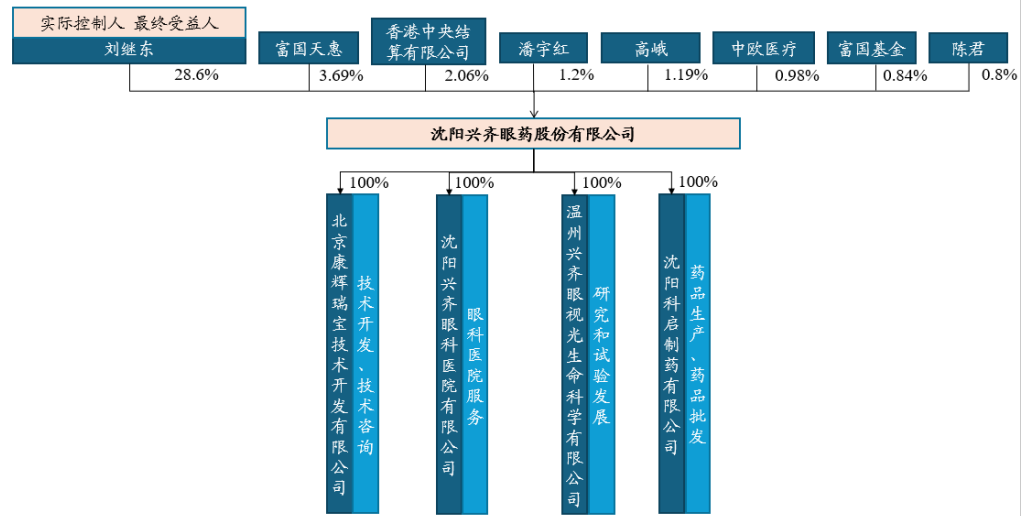 实际控制人 最终受益人
刘继东
富国天惠
香港中央结
算有限公司
潘宇红
高峨
中欧医疗
富国基金
陈君
28.6%
3.69%
2.06%
1.2%
1.19%
0.98%
0.84%
0.8%
沈阳兴齐眼药股份有限公司
100%
100%
100%
100%
北京康辉瑞宝技术开发有限公司
技术开发、技术咨询
沈阳兴齐眼科医院有限公司
眼科医院服务
温州兴齐眼视光生命科学有限公司
研究和试验发展
沈阳科启制药有限公司
药品生产、药品批发